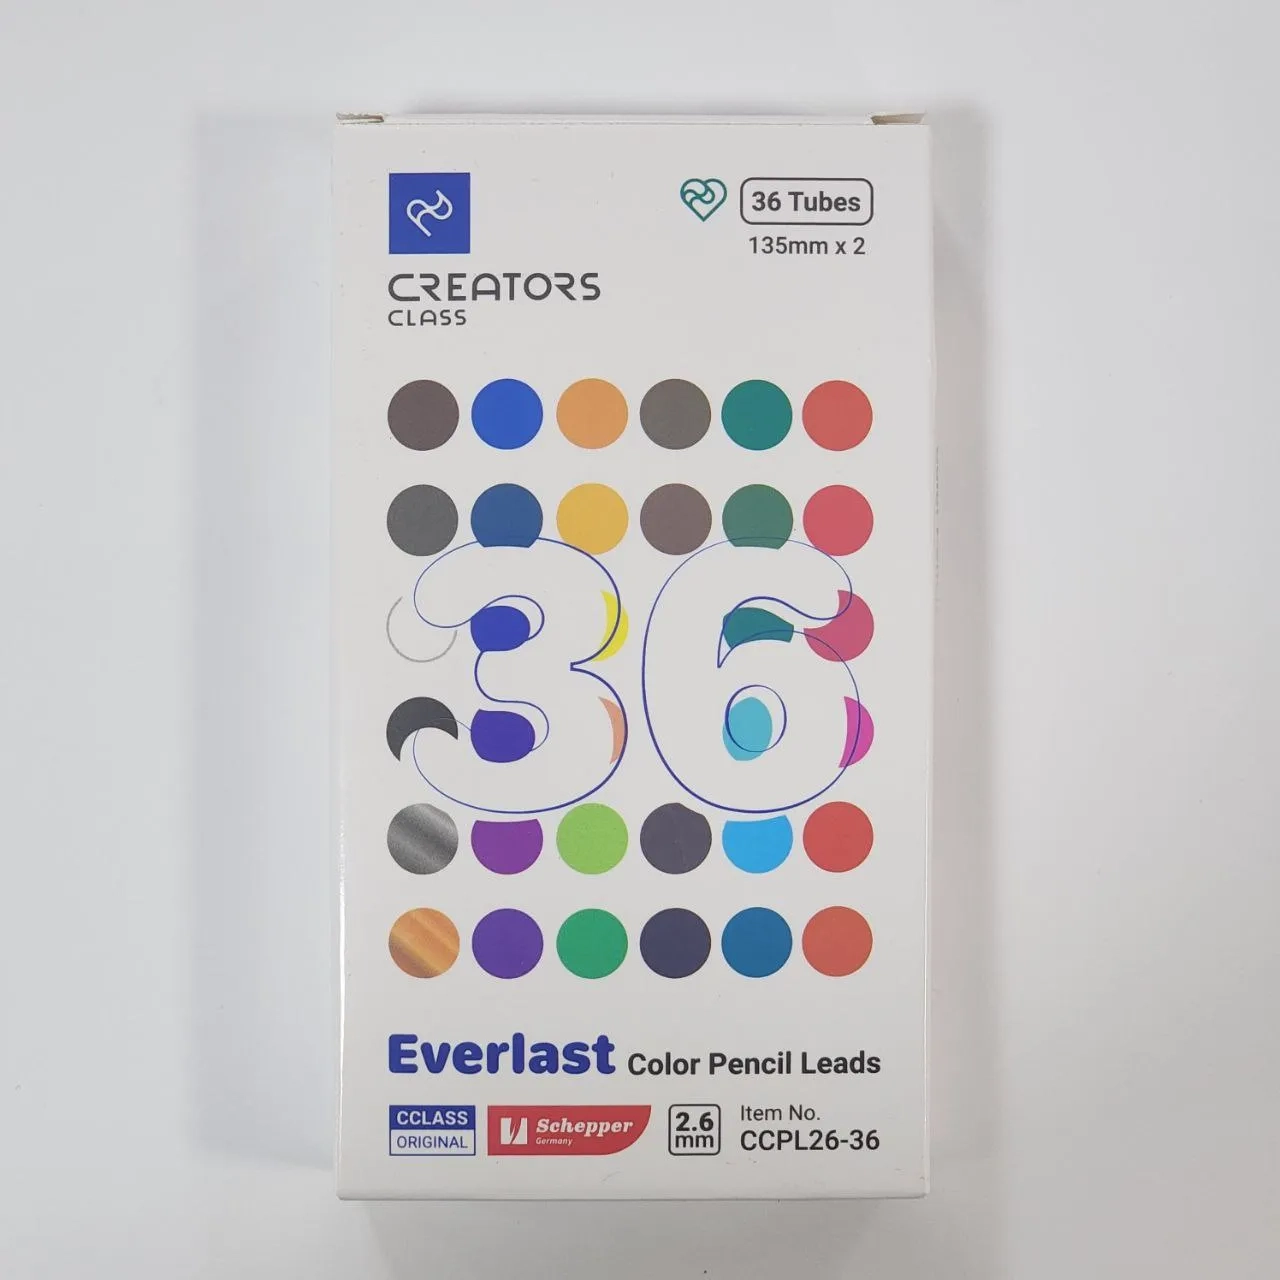 36 Tubes
135mm x 2
CREATORS
CLASS
36
Everlast Color Pencil Leads
CCLASS
ORIGINAL
Schepper
Germany
2.6
mm
Item No.
CCPL26-36